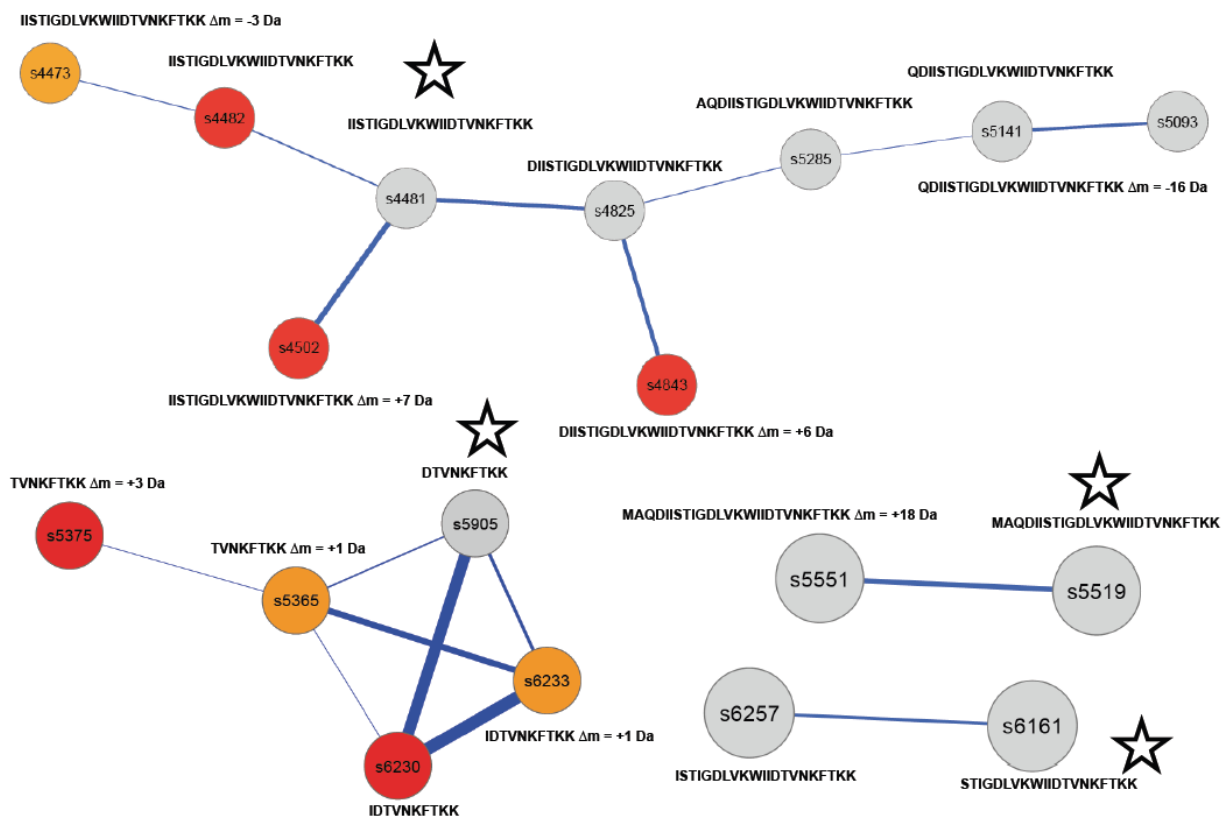 IISTIGDLVKWIIDTVNKFTKK Δm = -3 Da
IISTIGDLVKWIIDTVNKFTKK
QDIISTIGDLVKWIIDTVNKFTKK
s4473
AQDIISTIGDLVKWIIDTVNKFTKK
s4482
IISTIGDLVKWIIDTVNKFTKK
s5141
s5093
s5285
DIISTIGDLVKWIIDTVNKFTKK
QDIISTIGDLVKWIIDTVNKFTKK Δm = -16 Da
s4481
s4825
s4502
s4843
IISTIGDLVKWIIDTVNKFTKK Δm = +7 Da
DIISTIGDLVKWIIDTVNKFTKK Δm = +6 Da
DTVNKFTKK
TVNKFTKK Δm = +3 Da
s5375
s5905
TVNKFTKK Δm = +1 Da
s5365
s6233
IDTVNKFTKK Δm = +1 Da
s6230
IDTVNKFTKK
MAQDIISTIGDLVKWIIDTVNKFTKK Δm = +18 Da
MAQDIISTIGDLVKWIIDTVNKFTKK
s5551
s5519
s6257
s6161
ISTIGDLVKWIIDTVNKFTKK
STIGDLVKWIIDTVNKFTKK